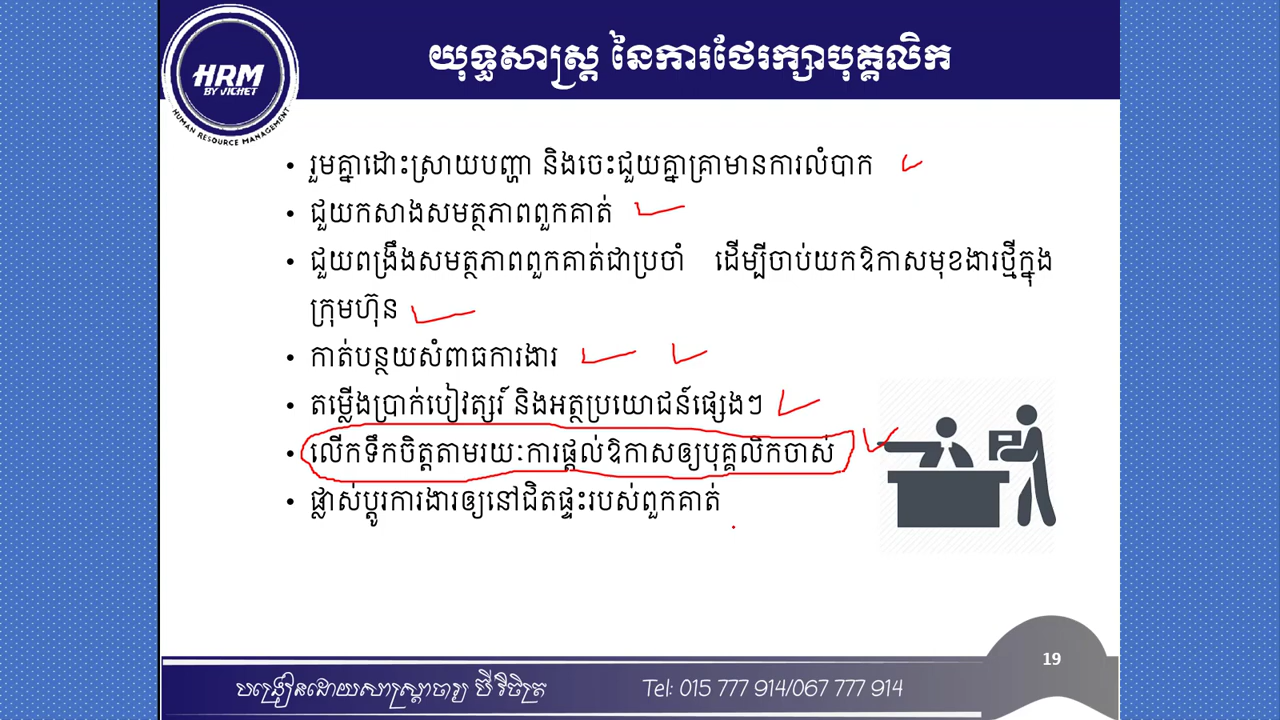 យុទ្ធសាស្ត្រ នៃការថែរក្សាបុគ្គលិក
HRM
BY VICHET
HUMAN RESOURCE MANAGEMENT
• រួមគ្នាដោះស្រាយបញ្ហា និងចេះជួយគ្នាគ្រាមានការលំបាក
• ជួយកសាងសមត្ថភាពពួកគាត់
• ជួយពង្រឹងសមត្ថភាពពួកគាត់ជាប្រចាំ ដើម្បីចាប់យកឱកាសមុខងារថ្មីក្នុង
ក្រុមហ៊ុន
• កាត់បន្ថយសំពាធការងារ
• តម្លើងប្រាក់បៀវត្សរ៍ និងអត្ថប្រយោជន៍ផ្សេងៗ
• លើកទឹកចិត្តតាមរយៈការផ្តល់ឱកាសឲ្យបុគ្គលិកចាស់
• ផ្លាស់ប្តូរការងារឲ្យនៅជិតផ្ទះរបស់ពួកគាត់
19
បង្រៀនដោយសាស្ត្រាចារ្យ ប៊ី វិចិត្រ
Tel: 015 777 914/067 777 914